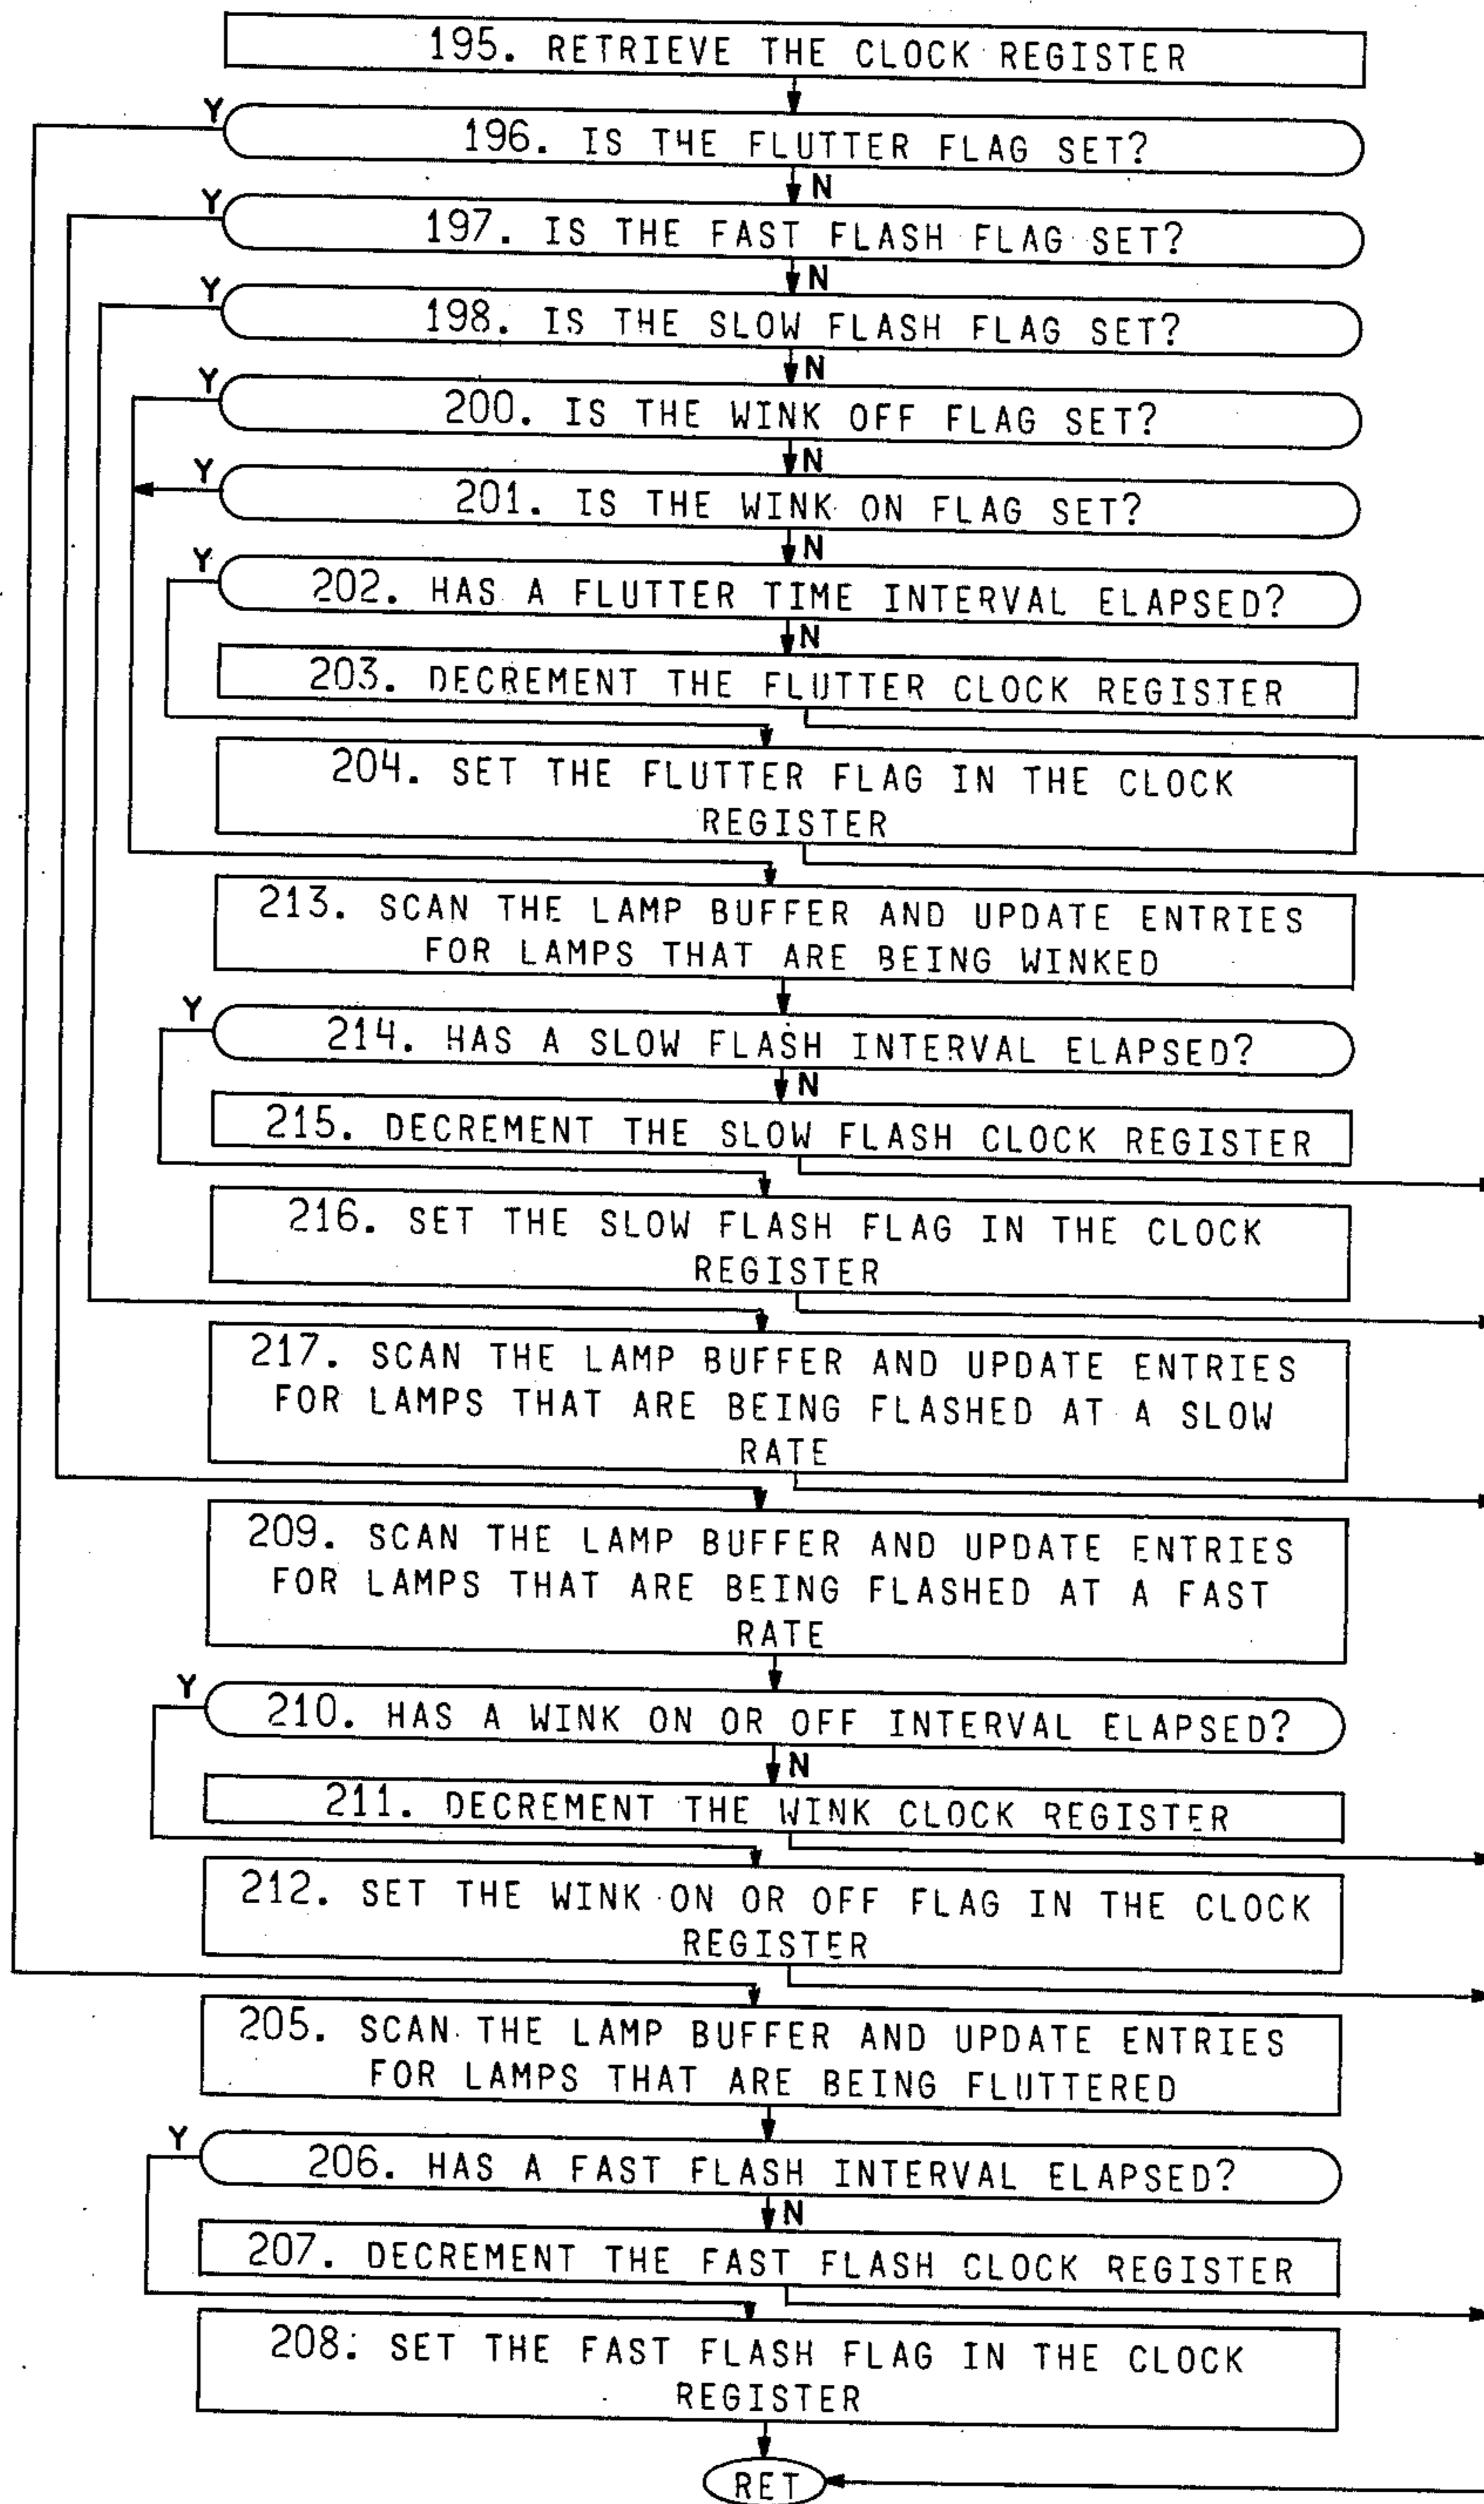 195. RETRIEVE THE CLOCK REGISTER
Y
196. IS THE FLUTTER FLAG SET?
N
Y
197. IS THE FAST FLASH FLAG SET?
N
Y
198. IS THE SLOW FLASH FLAG SET?
N
Y
200. IS THE WINK OFF FLAG SET?
N
Y
201. IS THE WINK ON FLAG SET?
N
Y
202. HAS A FLUTTER TIME INTERVAL ELAPSED?
N
203. DECREMENT THE FLUTTER CLOCK REGISTER
204. SET THE FLUTTER FLAG IN THE CLOCK
REGISTER
213. SCAN THE LAMP BUFFER AND UPDATE ENTRIES
FOR LAMPS THAT ARE BEING WINKED
Y
214. HAS A SLOW FLASH INTERVAL ELAPSED?
N
215. DECREMENT THE SLOW FLASH CLOCK REGISTER
216. SET THE SLOW FLASH FLAG IN THE CLOCK
REGISTER
217. SCAN THE LAMP BUFFER AND UPDATE ENTRIES
FOR LAMPS THAT ARE BEING FLASHED AT A SLOW
RATE
209. SCAN THE LAMP BUFFER AND UPDATE ENTRIES
FOR LAMPS THAT ARE BEING FLASHED AT A FAST
RATE
Y
210. HAS A WINK ON OR OFF INTERVAL ELAPSED?
N
211. DECREMENT THE WINK CLOCK REGISTER
212. SET THE WINK ON OR OFF FLAG IN THE CLOCK
REGISTER
205. SCAN THE LAMP BUFFER AND UPDATE ENTRIES
FOR LAMPS THAT ARE BEING FLUTTERED
Y
206. HAS A FAST FLASH INTERVAL ELAPSED?
N
207. DECREMENT THE FAST FLASH CLOCK REGISTER
208. SET THE FAST FLASH FLAG IN THE CLOCK
REGISTER
RET